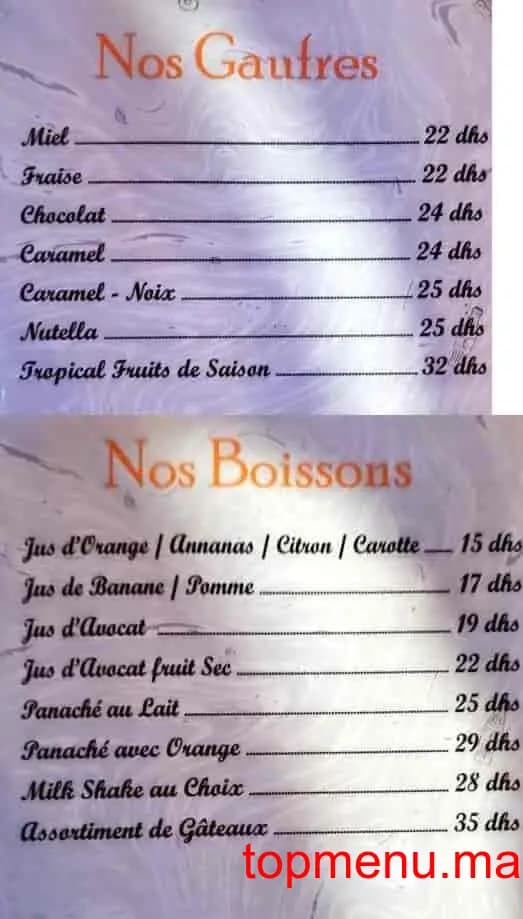 Nos Gaufres
Miel 22 dhs
Fraise 22 dhs
Chocolat 24 dhs
Caramel 24 dhs
Caramel - Noix 25 dhs
Nutella 25 dhs
Tropical Fruits de Saison 32 dhs
Nos Boissons
Jus d'Orange / Annanas / Citron / Carotte 15 dhs
Jus de Banane / Pomme 17 dhs
Jus d'Avocat 19 dhs
Jus d'Avocat fruit Sec 22 dhs
Panaché au Lait 25 dhs
Panaché avec Orange 29 dhs
Milk Shake au Choix 28 dhs
Assortiment de Gâteaux 35 dhs
topmenu.ma